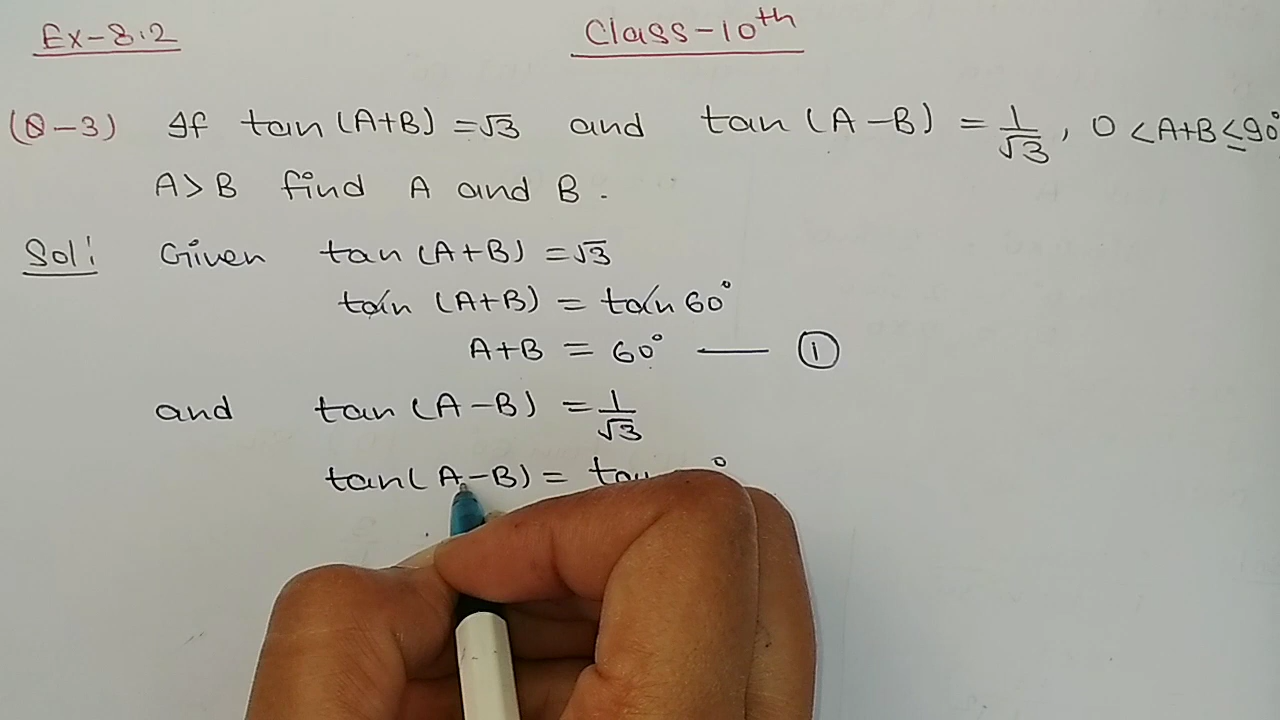 Ex-8.2
Class-10th
(Q-3) If tan(A+B) = √3 and tan(A-B) = 1/√3, 0 < A+B ≤ 90°
A>B find A and B.
Sol: Given tan(A+B) = √3
tan (A+B) = tan 60°
A+B = 60° — ①
and tan(A-B) = 1/√3
tan(A-B) =